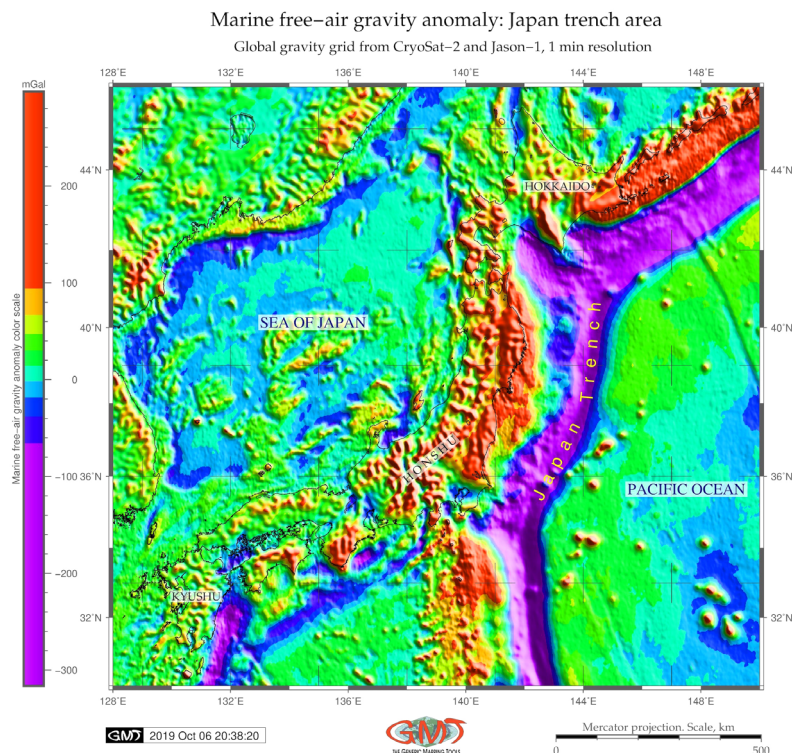 Marine free−air gravity anomaly: Japan trench area
Global gravity grid from CryoSat−2 and Jason−1, 1 min resolution
mGal
128˚E 132˚E 136˚E 140˚E 144˚E 148˚E
200
100
0
−100
−200
−300
Marine free−air gravity anomaly color scale
44˚N 44˚N
HOKKAIDO
40˚N 40˚N
SEA OF JAPAN
Japan Trench
HONSHU
36˚N 36˚N
PACIFIC OCEAN
KYUSHU
32˚N 32˚N
128˚E 132˚E 136˚E 140˚E 144˚E 148˚E
GMT 2019 Oct 06 20:38:20
GMT
THE GENERIC MAPPING TOOLS
Mercator projection. Scale, km
0 500